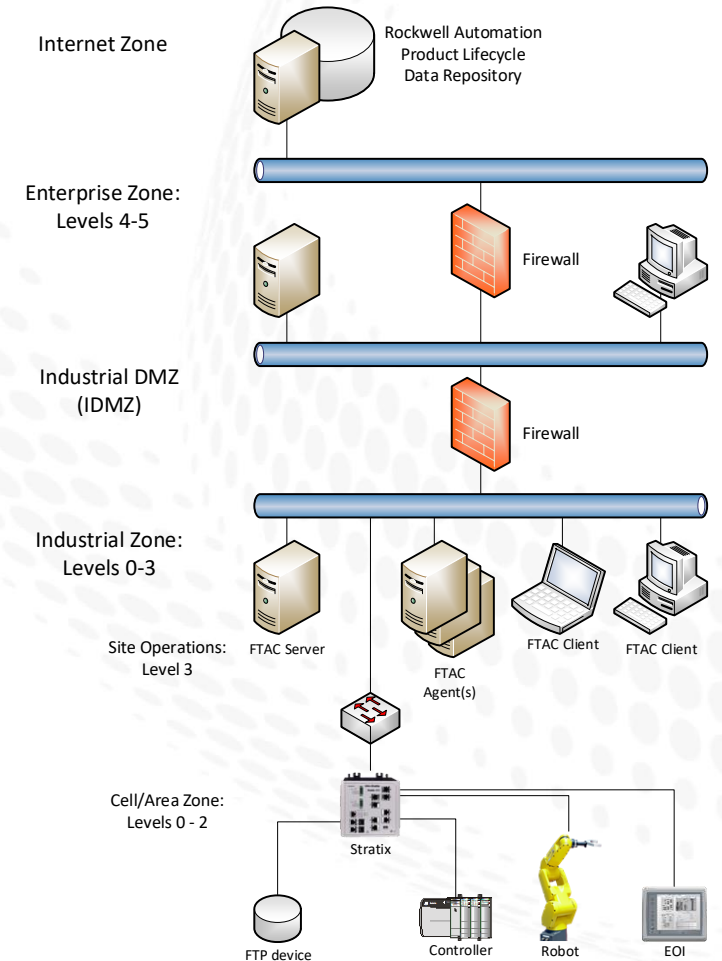 Internet Zone
Rockwell Automation
Product Lifecycle
Data Repository
Enterprise Zone:
Levels 4-5
Firewall
Industrial DMZ
(IDMZ)
Firewall
Industrial Zone:
Levels 0-3
Site Operations:
Level 3
FTAC Server
FTAC
Agent(s)
FTAC Client
FTAC Client
Cell/Area Zone:
Levels 0 - 2
Stratix
FTP device
Controller
Robot
EOI